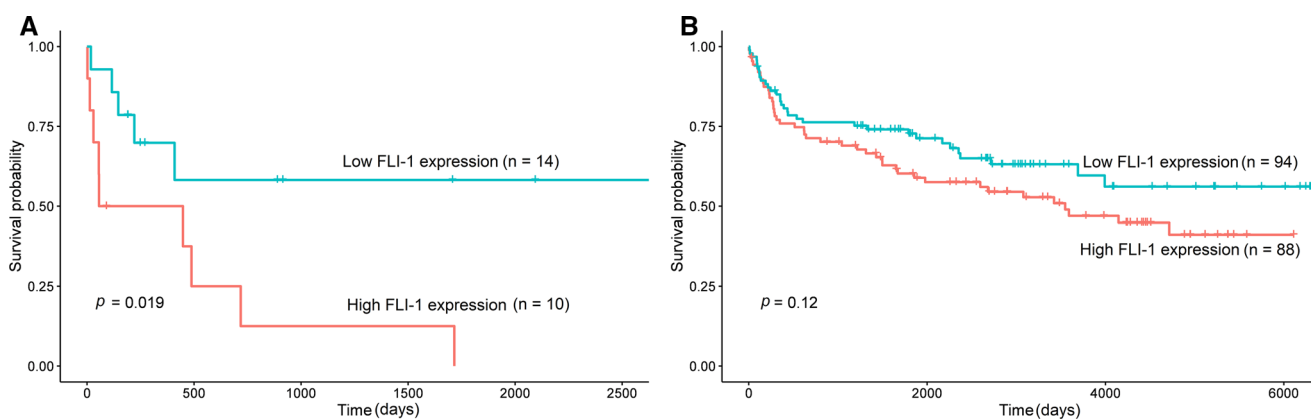 A
Survival probability
1.00
0.75
0.50
0.25
0.00
Low FLI-1 expression (n = 14)
High FLI-1 expression (n = 10)
p = 0.019
0 500 1000 1500 2000 2500
Time (days)
B
Survival probability
1.00
0.75
0.50
0.25
0.00
Low FLI-1 expression (n = 94)
High FLI-1 expression (n = 88)
p = 0.12
0 2000 4000 6000
Time (days)